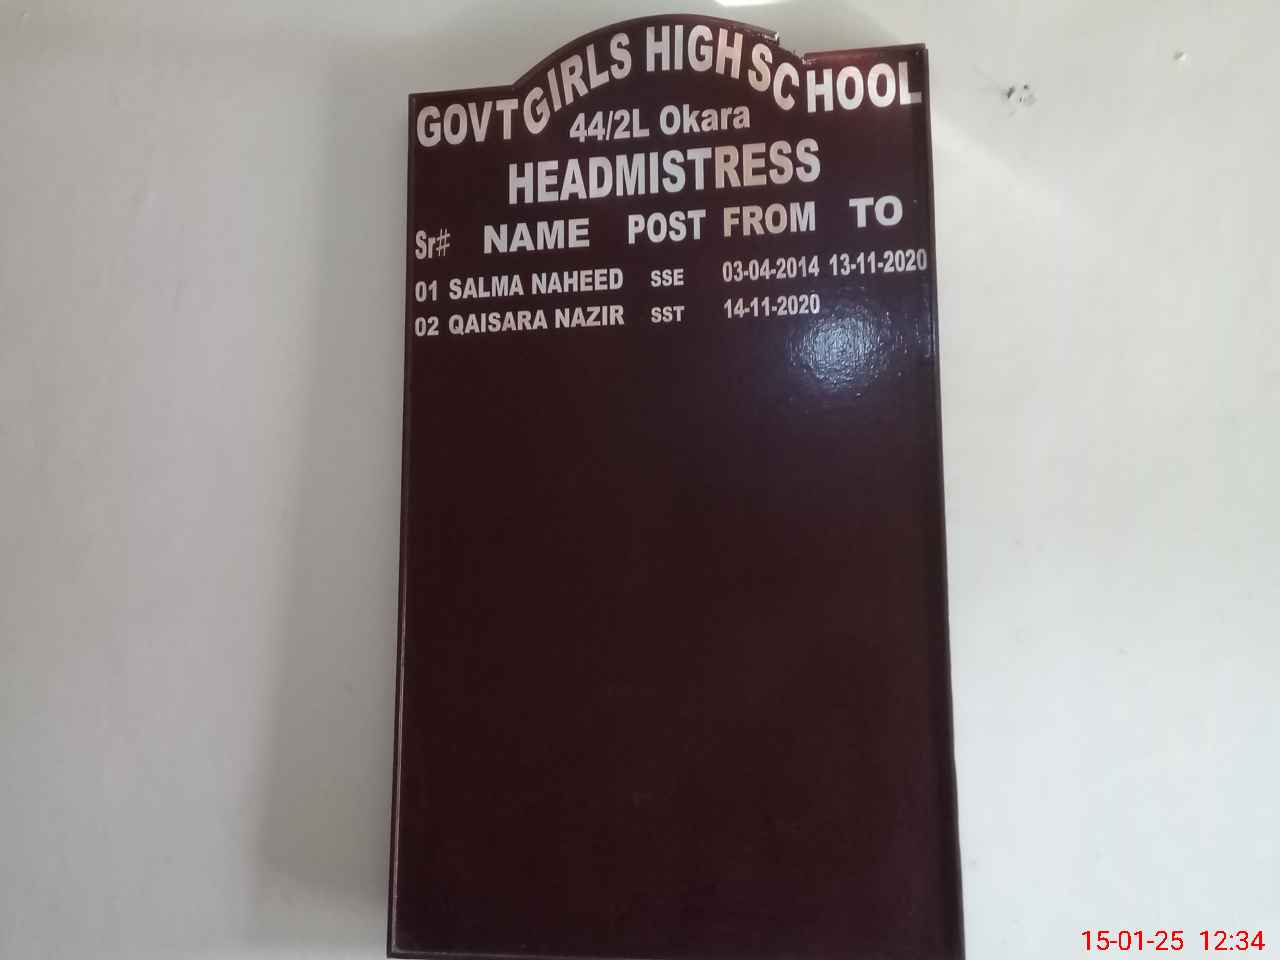 GOVT GIRLS HIGH SCHOOL
44/2L Okara
HEADMISTRESS
Sr# NAME POST FROM TO
01 SALMA NAHEED SSE 03-04-2014 13-11-2020
02 QAISARA NAZIR SST 14-11-2020
15-01-25 12:34